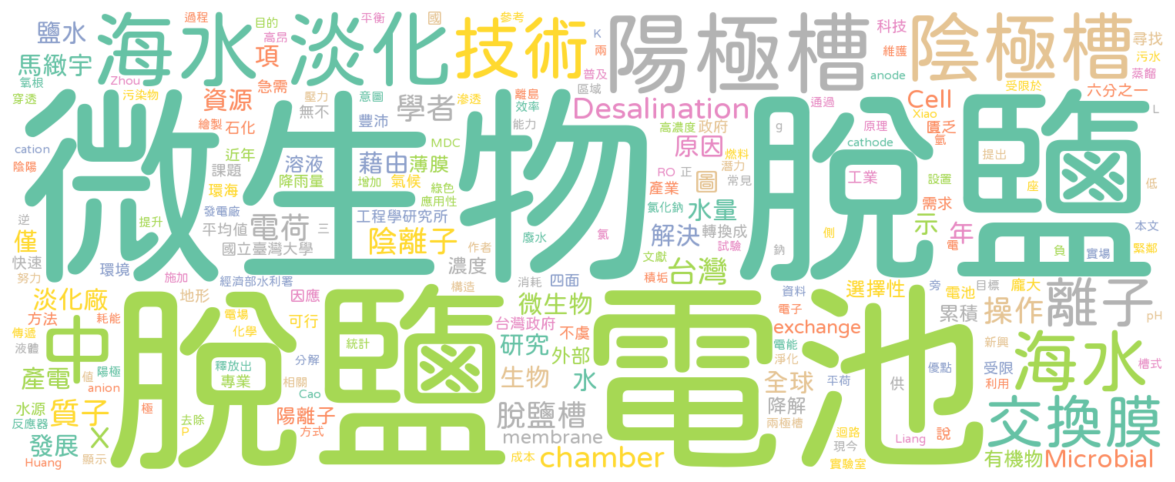 微生物脫鹽
脫鹽電池
海水淡化
技術
陽極槽
陰極槽
海水
交換膜
離子
中
Desalination
Cell
Microbial
chamber
membrane
exchange
脫鹽槽
鹽水
馬緻宇
項
資源
學者
原因
台灣
解決
水量
年
示
圖
藉由
薄膜
電荷
陰離子
溶液
僅
濃度
微生物
研究
外部
水
生物
全球
降解
操作
累積
選擇性
淡化廠
產電
質子
X
發展
陽離子
有機物
過程
目的
平衡
國
參考
K
兩
科技
維護
anode
尋找
污水
蒸餾
受限於
六分之一
氫根
高昂
急需
Zhou
穿透
污染物
壓力
意圖
滲透
離島
效率
普及
區域
通過
繪製
石化
無不
豐沛
能力
高濃度
政府
g
原理
Xiao
匱乏
氫
L
cation
近年
MDC
燃料
潛力
cathode
提出
陰陽
課題
降雨量
氣候
增加
綠色
應用性
RO
正
常見
產業
工業
設置
座
低
環海
逆
提升
發電廠
平均值
三
工程學研究所
氯化鈉
轉換成
需求
國立臺灣大學
作者
廢水
氯
試驗
鈉
側
電
負
實場
本文
緊鄰
快速
努力
環境
施加
經濟部水利署
構造
消耗
四面
文獻
積垢
資料
旁
目標
龐大
電池
pH
地形
因應
方法
耗能
電場
化學
可行
台灣政府
不虞
電子
電能
淨化
受限
新興
槽式
傳遞
液體
陽極
值
anion
釋放出
專業
統計
分解
相關
Cao
供
優點
利用
平荷
水源
反應器
極
去除
P
方式
Huang
顯示
成本
迴路
現今
兩極槽
實驗室
Liang
說